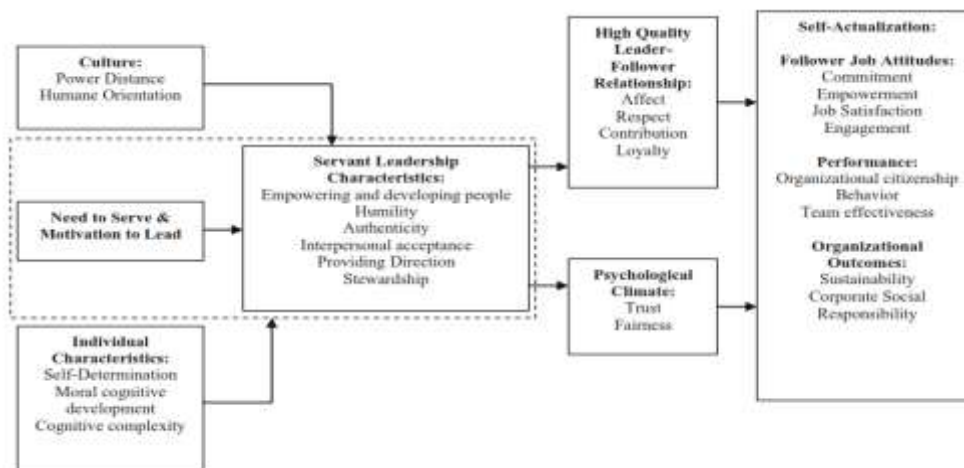 Culture:
Power Distance
Humane Orientation
Need to Serve &
Motivation to Lead
Individual
Characteristics:
Self-Determination
Moral cognitive
development
Cognitive complexity
Servant Leadership
Characteristics:
Empowering and developing people
Humility
Authenticity
Interpersonal acceptance
Providing Direction
Stewardship
High Quality
Leader-
Follower
Relationship:
Affect
Respect
Contribution
Loyalty
Psychological
Climate:
Trust
Fairness
Self-Actualization:
Follower Job Attitudes:
Commitment
Empowerment
Job Satisfaction
Engagement
Performance:
Organizational citizenship
Behavior
Team effectiveness
Organizational
Outcomes:
Sustainability
Corporate Social
Responsibility